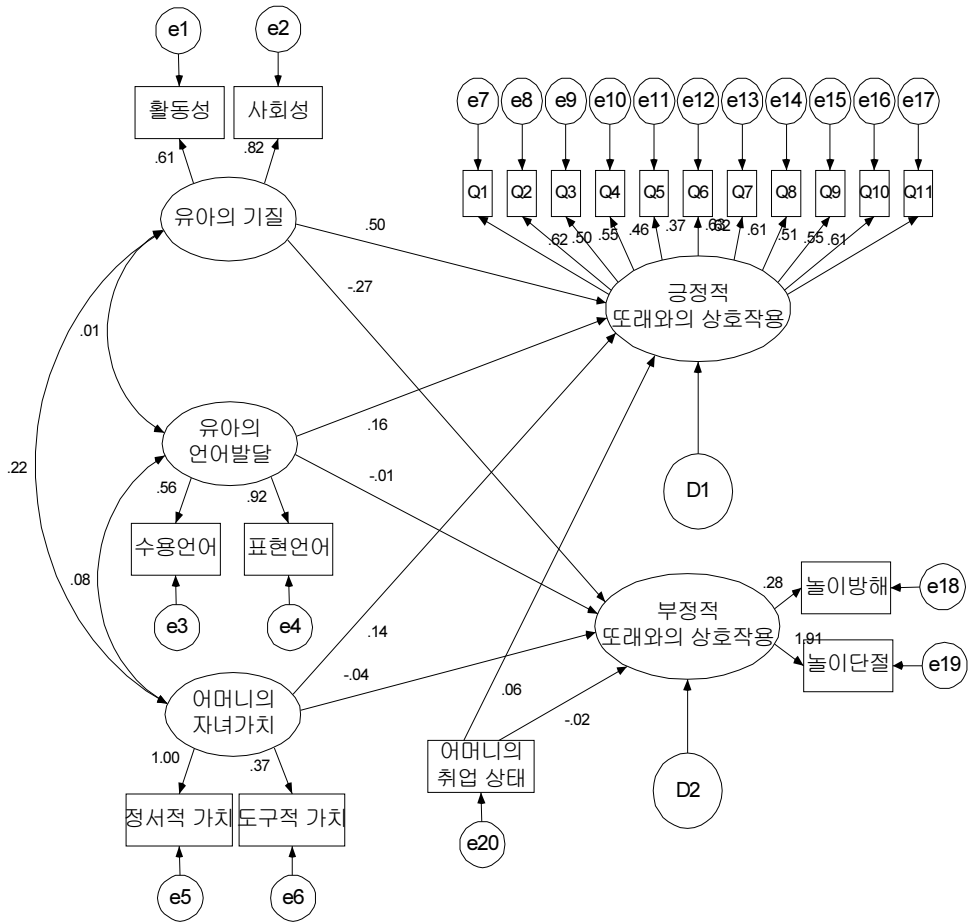 e1
e2
활동성
사회성
.61
.82
유아의 기질
e7
e8
e9
e10
e11
e12
e13
e14
e15
e16
e17
Q1
Q2
Q3
Q4
Q5
Q6
Q7
Q8
Q9
Q10
Q11
.62
.50
.55
.46
.37
.63
.62
.61
.51
.55
.61
긍정적
또래와의 상호작용
.50
-.27
.01
유아의
언어발달
.16
-.01
.22
.56
.92
수용언어
표현언어
e3
e4
D1
.08
.14
-.04
어머니의
자녀가치
1.00
.37
정서적 가치
도구적 가치
e5
e6
부정적
또래와의 상호작용
.28
놀이방해
e18
1.91
놀이단절
e19
.06
-.02
어머니의
취업 상태
e20
D2